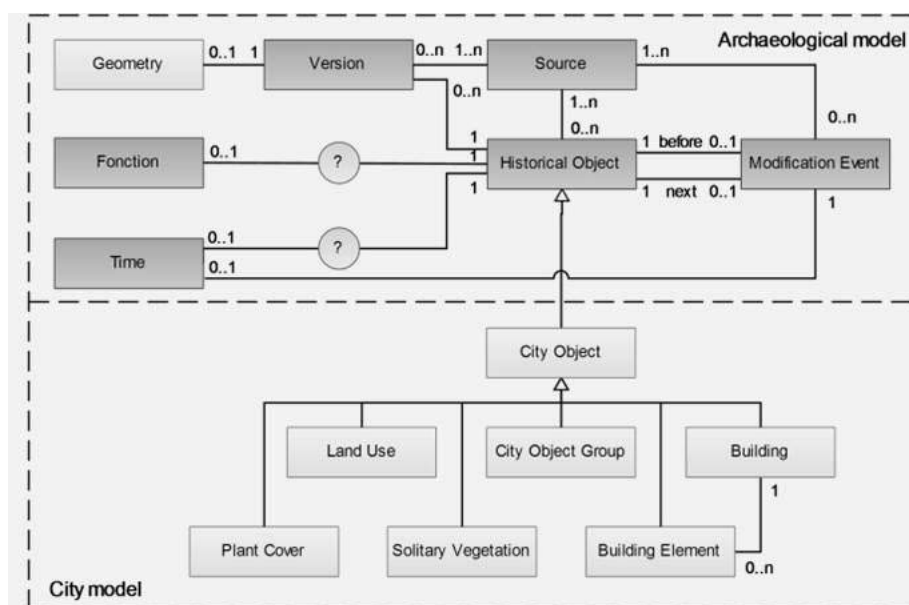 Archaeological model
Geometry
0..1
1
Version
0..n
1..n
Source
1..n
0..n
1..n
0..n
0..n
Fonction
0..1
?
1
1
1
Historical Object
1 before 0..1
1 next 0..1
Modification Event
1
Time
0..1
0..1
?
City Object
Land Use
City Object Group
Building
1
Plant Cover
Solitary Vegetation
Building Element
0..n
City model